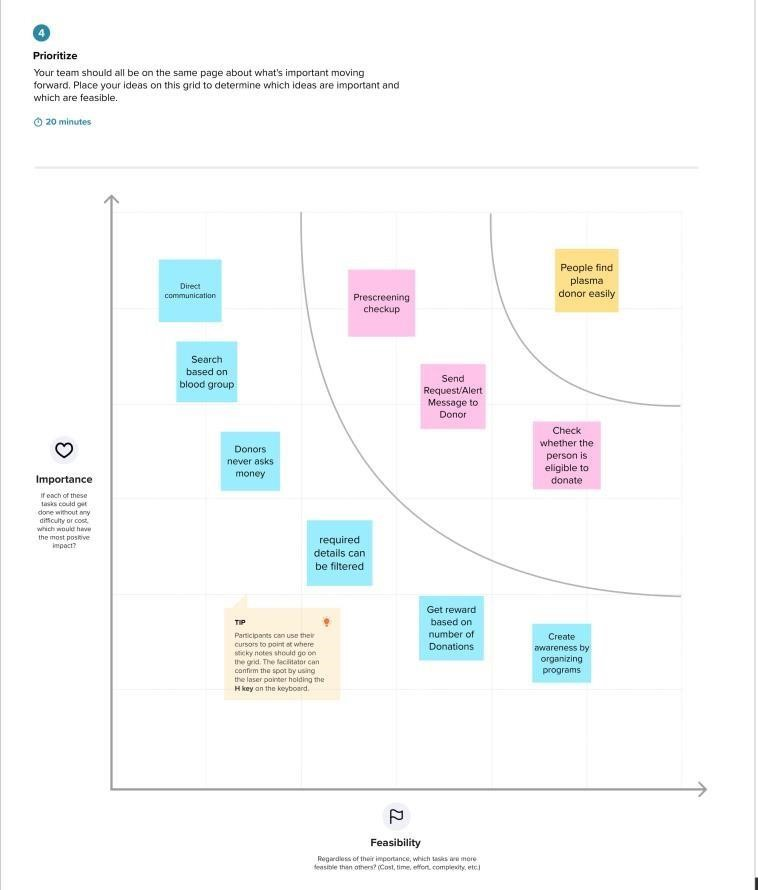 4
Prioritize
Your team should all be on the same page about what's important moving
forward. Place your ideas on this grid to determine which ideas are important and
which are feasible.
20 minutes
People find
plasma
donor easily
Direct
communication
Prescreening
checkup
Search
based on
blood group
Send
Request/Alert
Message to
Donor
Donors
never asks
money
Check
whether the
person is
eligible to
donate
Importance
If each of these
tasks could get
done without any
difficulty or cost,
which would have
the most positive
impact?
required
details can
be filtered
Get reward
based on
number of
Donations
Create
awareness by
organizing
programs
TIP
Participants can use their
cursors to point at where
sticky notes should go on
the grid. The facilitator can
confirm the spot by using
the laser pointer holding the
H key on the keyboard.
Feasibility
Regardless of their importance, which tasks are more
feasible than others? (Cost, time, effort, complexity, etc.)